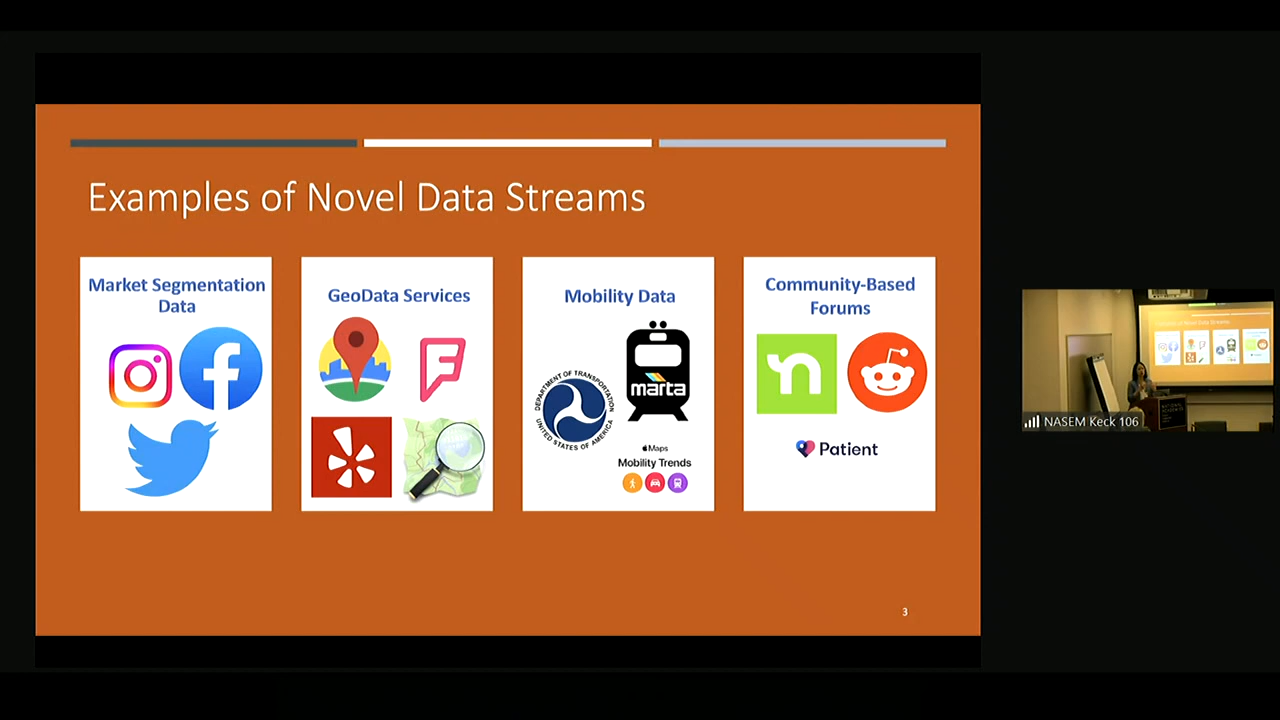 Examples of Novel Data Streams
Market Segmentation
Data
GeoData Services
Mobility Data
DEPARTMENT OF TRANSPORTATION
UNITED STATES OF AMERICA
marta
Maps
Mobility Trends
Community-Based
Forums
Patient
3
NASEM Keck 106